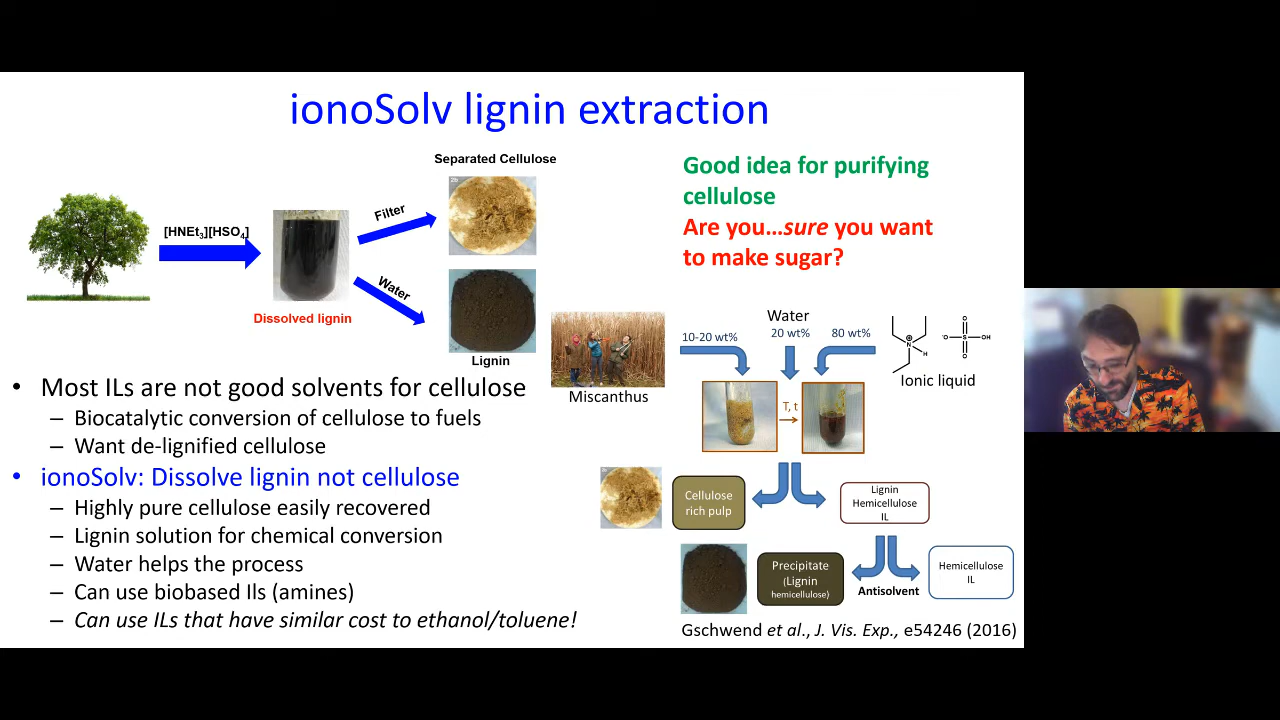 ionoSolv lignin extraction
Separated Cellulose
[HNEt3][HSO4]
Filter
Water
Dissolved lignin
Lignin
Good idea for purifying
cellulose
Are you...sure you want
to make sugar?
Miscanthus
Water
10-20 wt%
20 wt%
80 wt%
T, t
N
H
⊕
O
-O
S
OH
O
Ionic liquid
Cellulose
rich pulp
Lignin
Hemicellulose
IL
Precipitate
(Lignin
hemicellulose)
Antisolvent
Hemicellulose
IL
• Most ILs are not good solvents for cellulose
– Biocatalytic conversion of cellulose to fuels
– Want de-lignified cellulose
• ionoSolv: Dissolve lignin not cellulose
– Highly pure cellulose easily recovered
– Lignin solution for chemical conversion
– Water helps the process
– Can use biobased Ils (amines)
– Can use ILs that have similar cost to ethanol/toluene!
Gschwend et al., J. Vis. Exp., e54246 (2016)